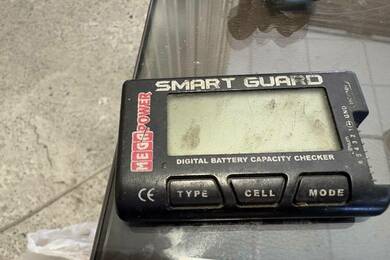 SMART GUARD
MEGA POWER
DIGITAL BATTERY CAPACITY CHECKER
CE
TYPE
CELL
MODE